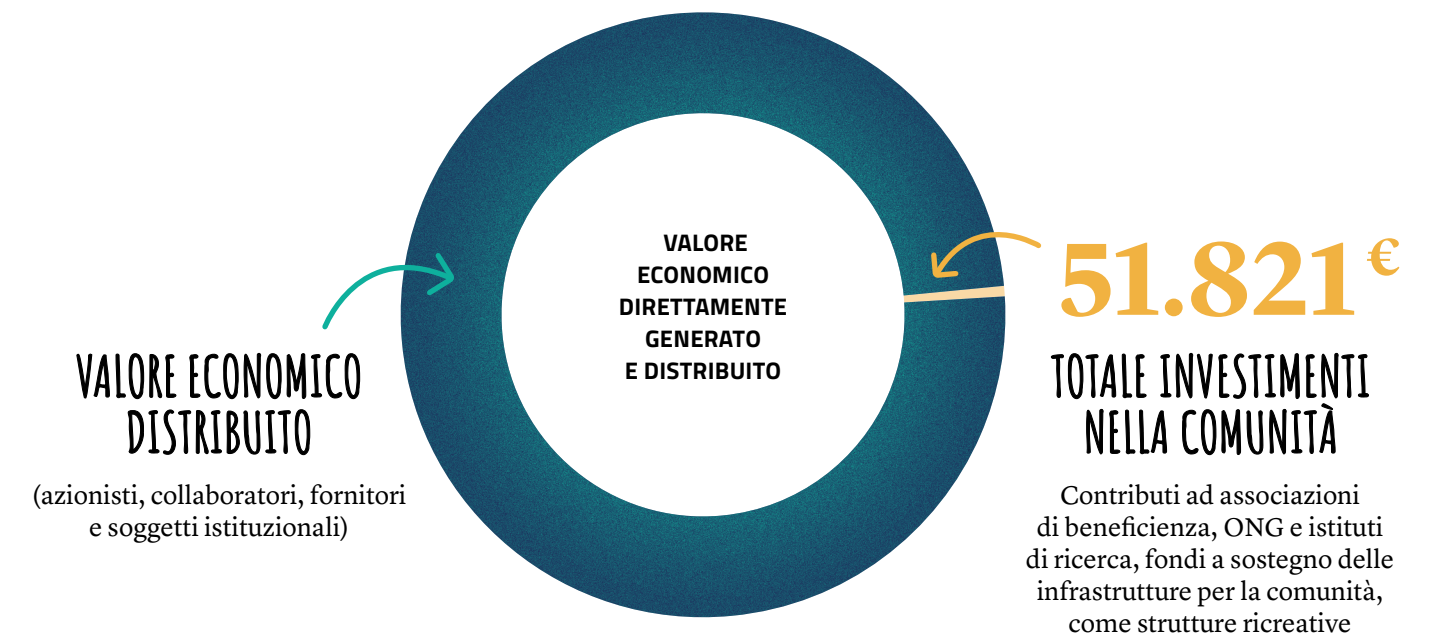 VALORE
ECONOMICO
DIRETTAMENTE
GENERATO
E DISTRIBUITO
VALORE ECONOMICO
DISTRIBUITO
(azionisti, collaboratori, fornitori
e soggetti istituzionali)
51.821 €
TOTALE INVESTIMENTI
NELLA COMUNITÀ
Contributi ad associazioni
di beneficienza, ONG e istituti
di ricerca, fondi a sostegno delle
infrastrutture per la comunità,
come strutture ricreative